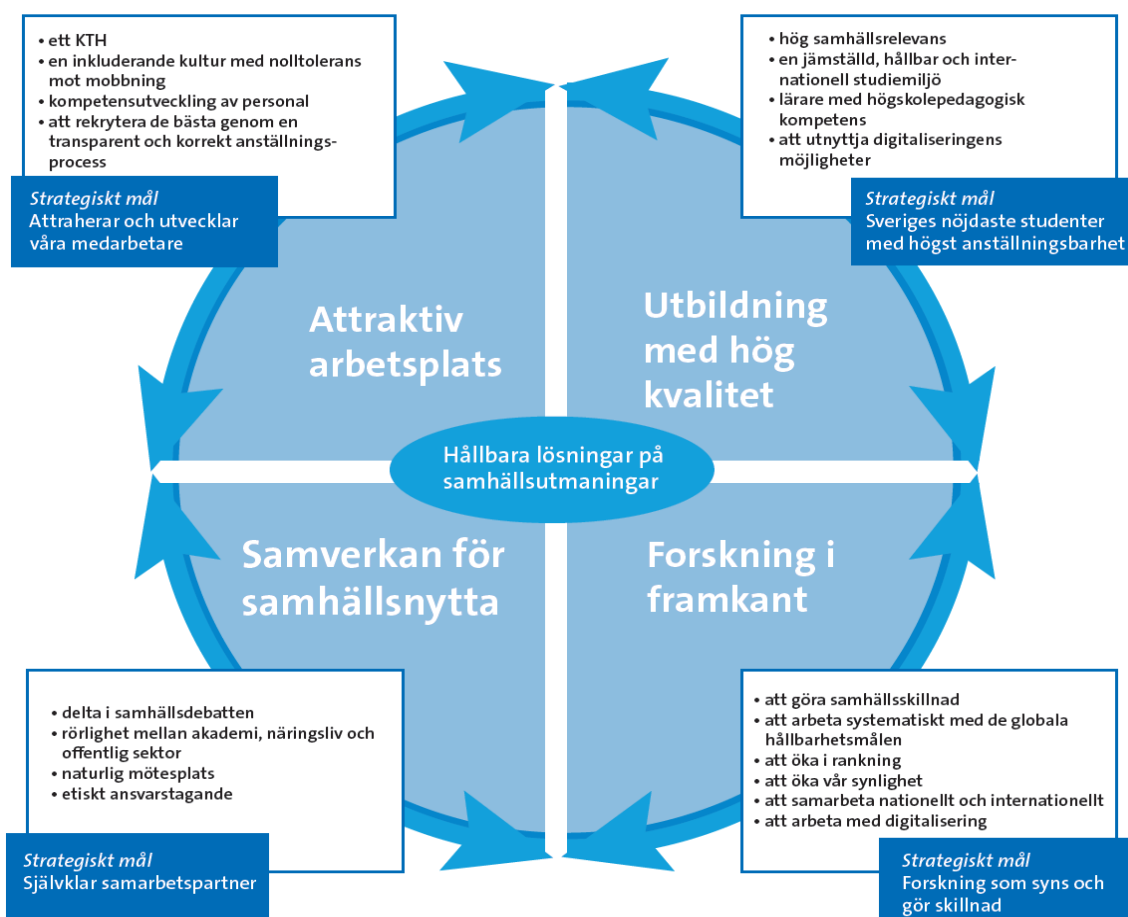 • ett KTH
• en inkluderande kultur med nolltolerans
mot mobbning
• kompetensutveckling av personal
• att rekrytera de bästa genom en
transparent och korrekt anställnings-
process
Strategiskt mål
Attraherar och utvecklar
våra medarbetare
• hög samhällsrelevans
• en jämställd, hållbar och inter-
nationell studiemiljö
• lärare med högskolepedagogisk
kompetens
• att utnyttja digitaliseringens
möjligheter
Strategiskt mål
Sveriges nöjdaste studenter
med högst anställningsbarhet
Attraktiv
arbetsplats
Utbildning
med hög
kvalitet
Hållbara lösningar på
samhällsutmaningar
Samverkan för
samhällsnytta
Forskning i
framkant
• delta i samhällsdebatten
• rörlighet mellan akademi, näringsliv och
offentlig sektor
• naturlig mötesplats
• etiskt ansvarstagande
Strategiskt mål
Självklar samarbetspartner
• att göra samhällsskillnad
• att arbeta systematiskt med de globala
hållbarhetsmålen
• att öka i rankning
• att öka vår synlighet
• att samarbeta nationellt och internationellt
• att arbeta med digitalisering
Strategiskt mål
Forskning som syns och
gör skillnad